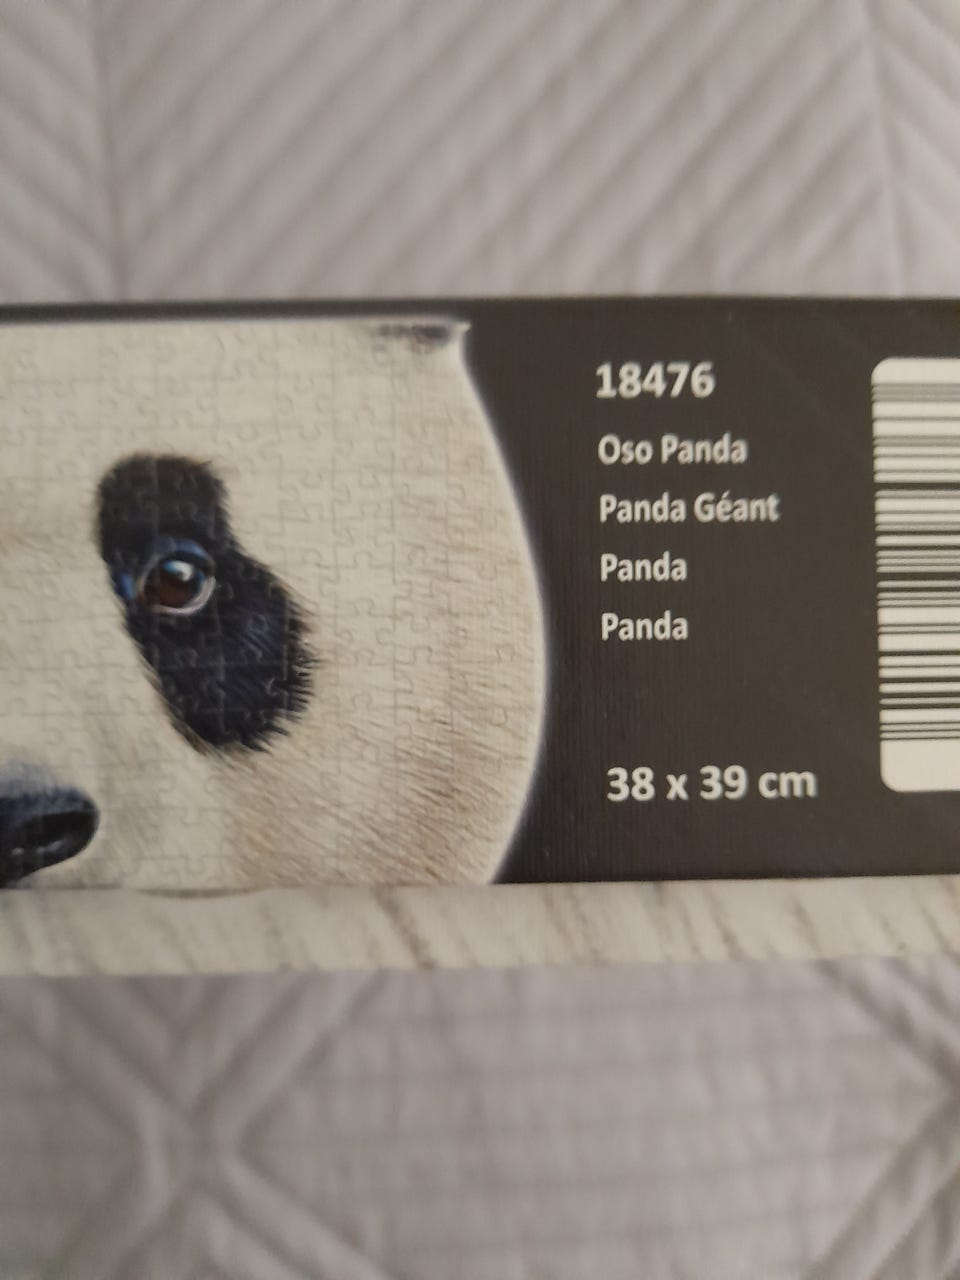 18476
Oso Panda
Panda Géant
Panda
Panda
38 x 39 cm